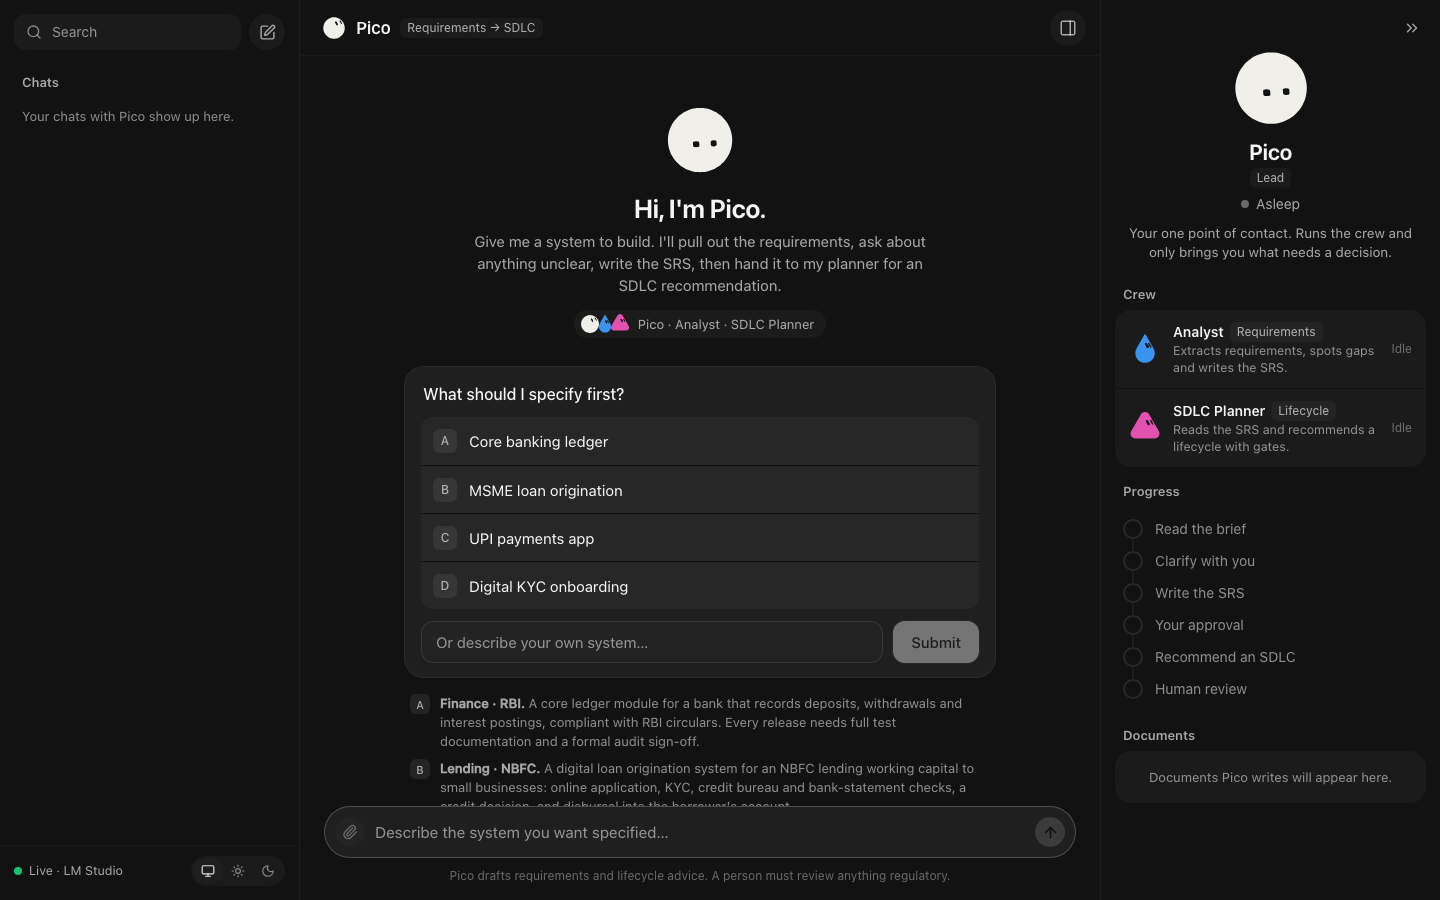 Search
Chats
Your chats with Pico show up here.
Live · LM Studio
Pico
Requirements → SDLC
Hi, I'm Pico.
Give me a system to build. I'll pull out the requirements, ask about
anything unclear, write the SRS, then hand it to my planner for an
SDLC recommendation.
Pico · Analyst · SDLC Planner
What should I specify first?
A Core banking ledger
B MSME loan origination
C UPI payments app
D Digital KYC onboarding
Or describe your own system...
Submit
A Finance · RBI. A core ledger module for a bank that records deposits, withdrawals and
interest postings, compliant with RBI circulars. Every release needs full test
documentation and a formal audit sign-off.
B Lending · NBFC. A digital loan origination system for an NBFC lending working capital to
small businesses: online application, KYC, credit bureau and bank-statement checks, a
credit decision, and disbursal into the borrower's account.
Describe the system you want specified...
Pico drafts requirements and lifecycle advice. A person must review anything regulatory.
Pico
Lead
Asleep
Your one point of contact. Runs the crew and
only brings you what needs a decision.
Crew
Analyst Requirements
Extracts requirements, spots gaps
and writes the SRS.
Idle
SDLC Planner Lifecycle
Reads the SRS and recommends a
lifecycle with gates.
Idle
Progress
Read the brief
Clarify with you
Write the SRS
Your approval
Recommend an SDLC
Human review
Documents
Documents Pico writes will appear here.